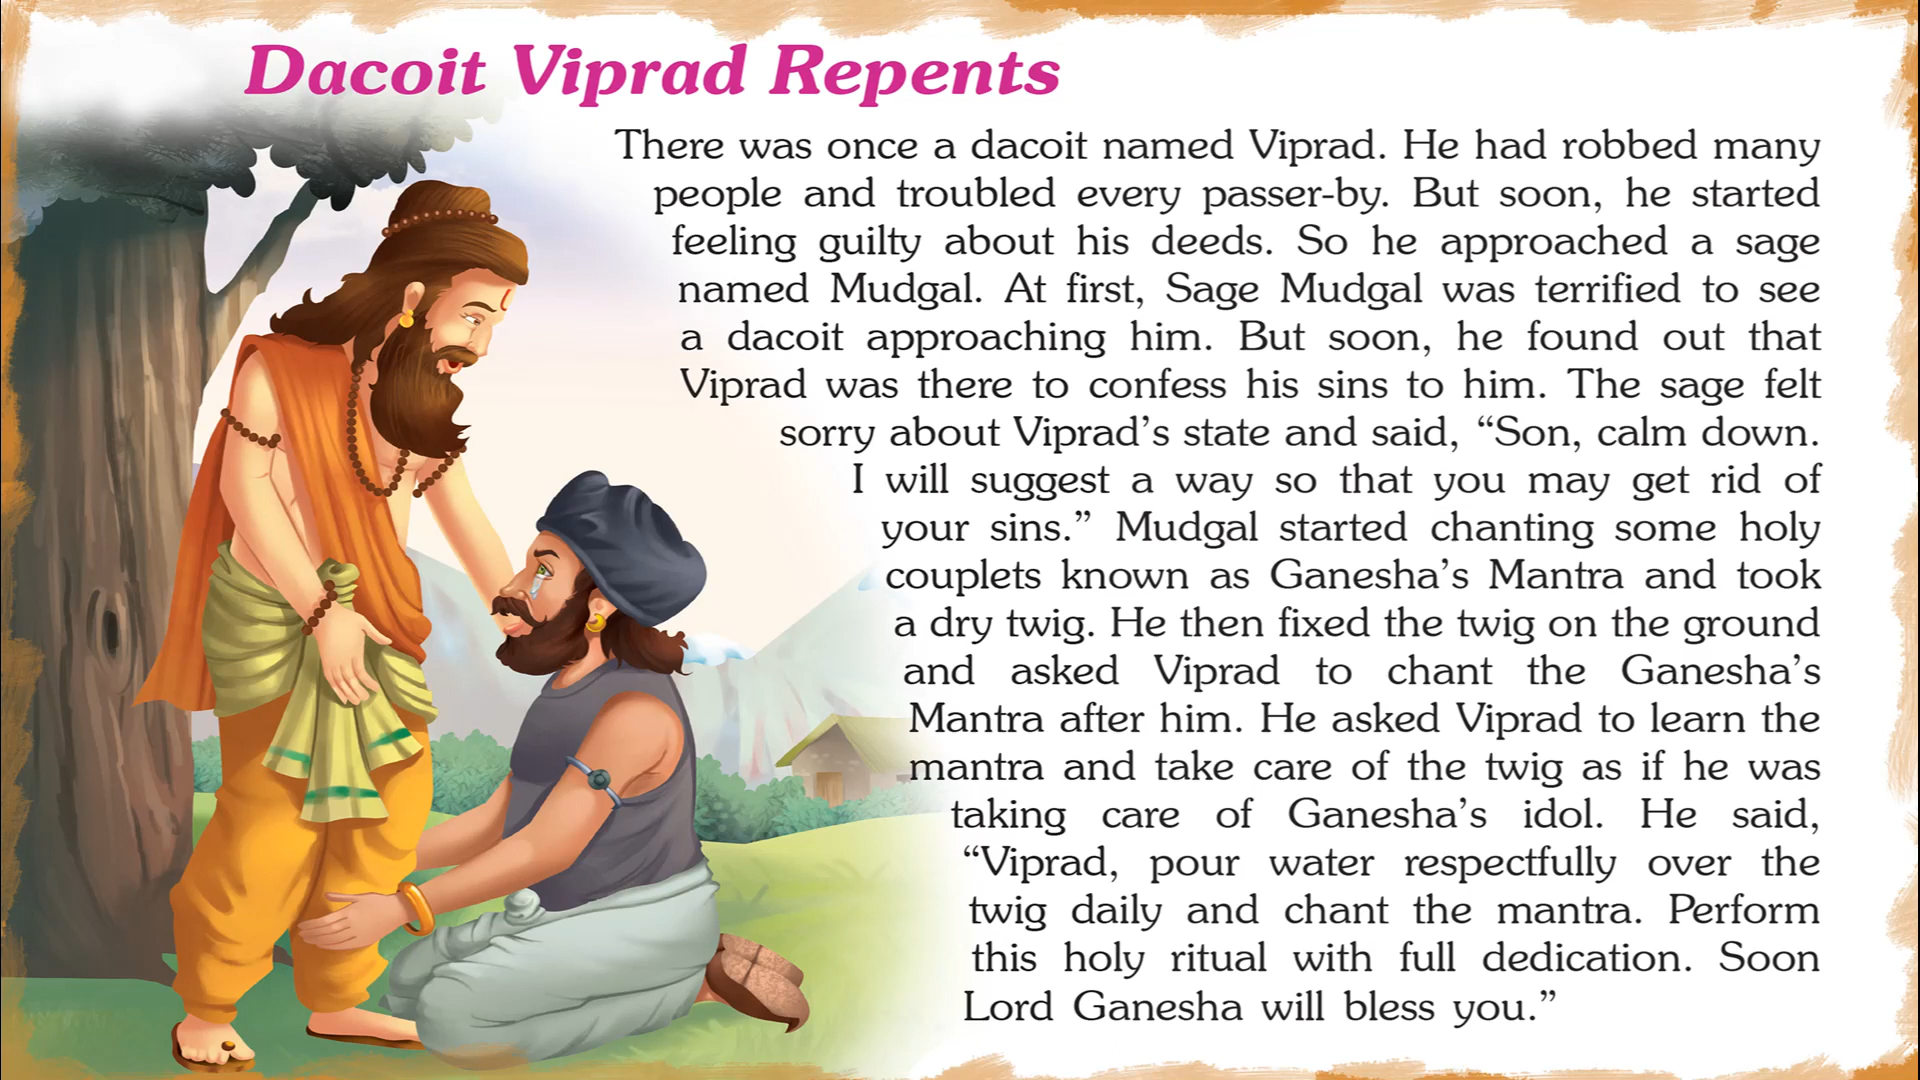 Dacoit Viprad Repents
There was once a dacoit named Viprad. He had robbed many
people and troubled every passer-by. But soon, he started
feeling guilty about his deeds. So he approached a sage
named Mudgal. At first, Sage Mudgal was terrified to see
a dacoit approaching him. But soon, he found out that
Viprad was there to confess his sins to him. The sage felt
sorry about Viprad’s state and said, “Son, calm down.
I will suggest a way so that you may get rid of
your sins.” Mudgal started chanting some holy
couplets known as Ganesha’s Mantra and took
a dry twig. He then fixed the twig on the ground
and asked Viprad to chant the Ganesha’s
Mantra after him. He asked Viprad to learn the
mantra and take care of the twig as if he was
taking care of Ganesha’s idol. He said,
“Viprad, pour water respectfully over the
twig daily and chant the mantra. Perform
this holy ritual with full dedication. Soon
Lord Ganesha will bless you.”